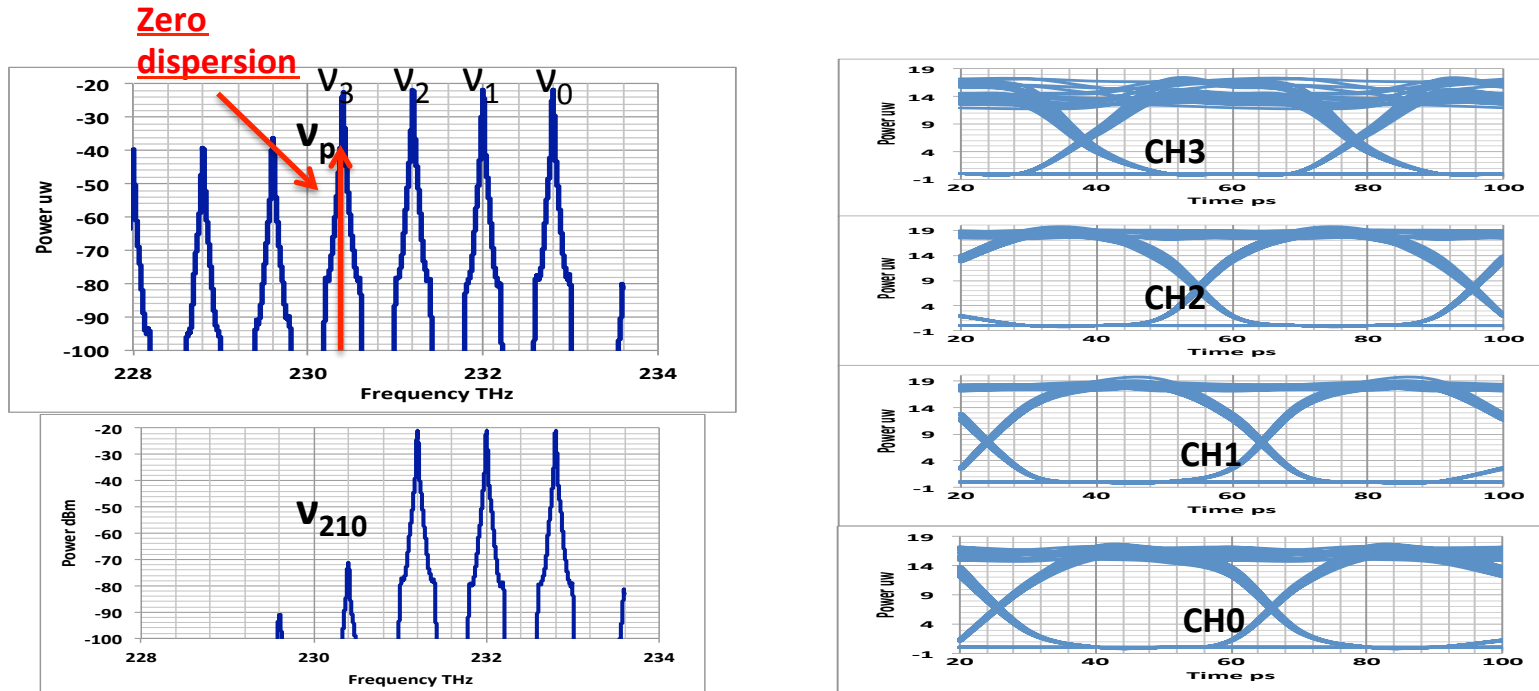 Zero
dispersion
-20
-30
-40
-50
-60
-70
-80
-90
-100
Power uw
ν3 ν2 ν1 ν0
νp
228 230 232 234
Frequency THz
-20
-30
-40
-50
-60
-70
-80
-90
-100
Power dBm
ν210
228 230 232 234
Frequency THz
19
14
9
4
-1
Power uw
CH3
20 40 60 80 100
Time ps
19
14
9
4
-1
Power uw
CH2
20 40 60 80 100
Time ps
19
14
9
4
-1
Power uw
CH1
20 40 60 80 100
Time ps
19
14
9
4
-1
Power uw
CH0
20 40 60 80 100
Time ps